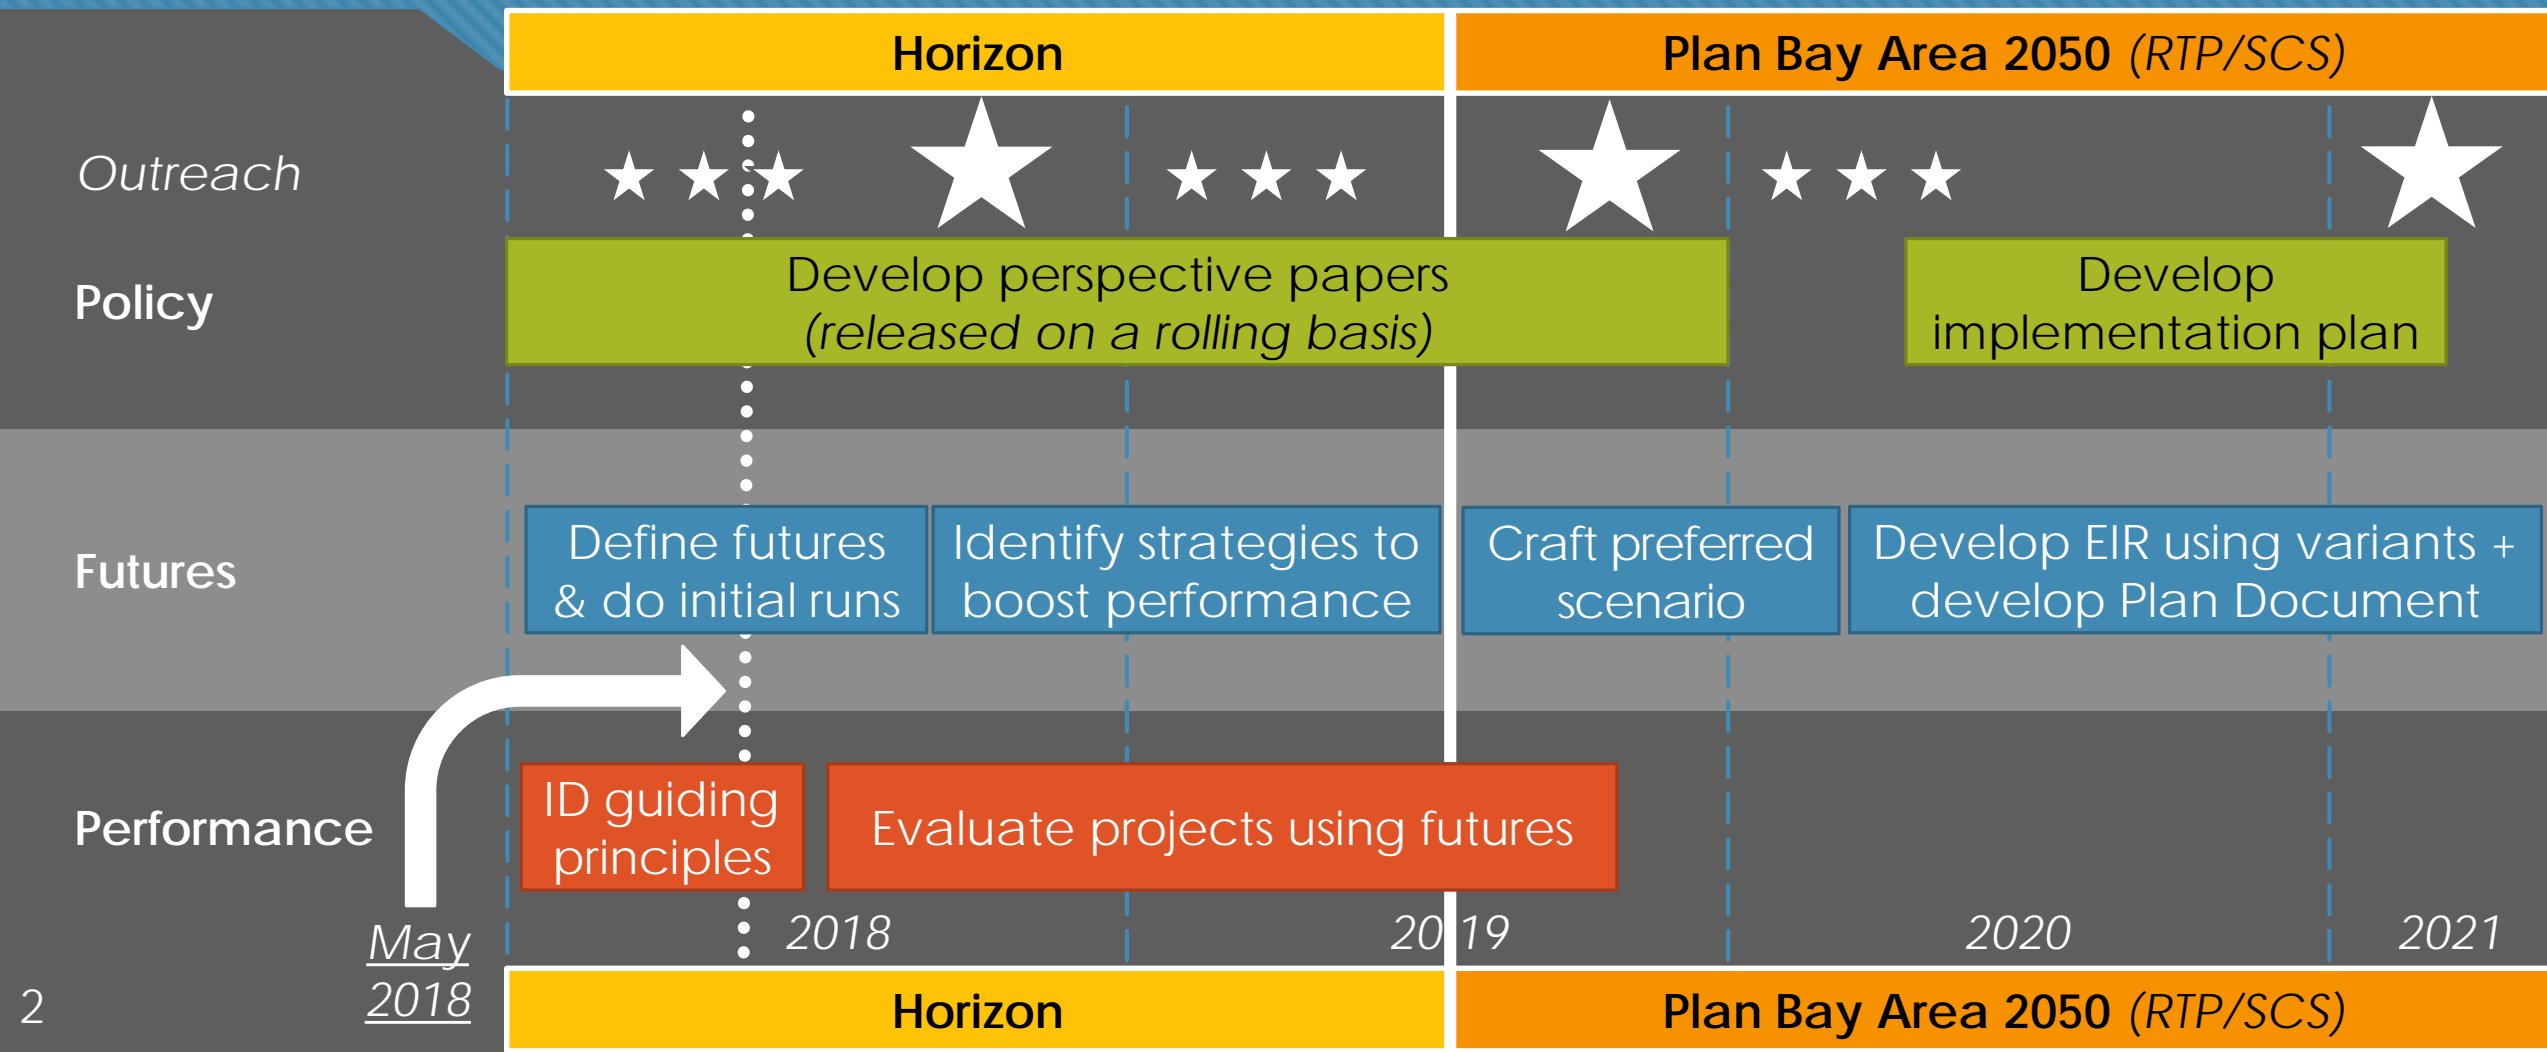 Horizon
Plan Bay Area 2050 (RTP/SCS)
Outreach
Policy
Develop perspective papers
(released on a rolling basis)
Develop
implementation plan
Futures
Define futures
& do initial runs
Identify strategies to
boost performance
Craft preferred
scenario
Develop EIR using variants +
develop Plan Document
Performance
ID guiding
principles
Evaluate projects using futures
May
2018
2018
2019
2020
2021
2
Horizon
Plan Bay Area 2050 (RTP/SCS)